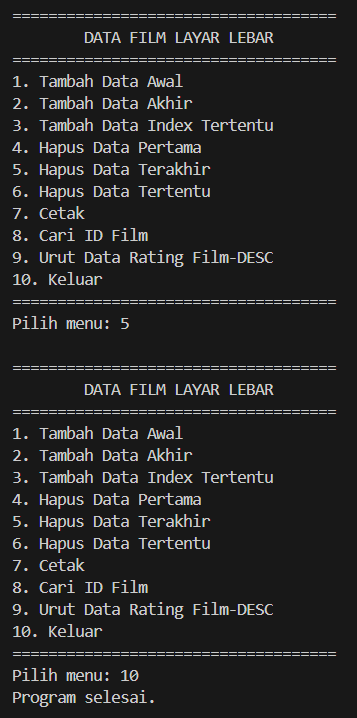 ====================================
DATA FILM LAYAR LEBAR
====================================
1. Tambah Data Awal
2. Tambah Data Akhir
3. Tambah Data Index Tertentu
4. Hapus Data Pertama
5. Hapus Data Terakhir
6. Hapus Data Tertentu
7. Cetak
8. Cari ID Film
9. Urut Data Rating Film-DESC
10. Keluar
====================================
Pilih menu: 5
====================================
DATA FILM LAYAR LEBAR
====================================
1. Tambah Data Awal
2. Tambah Data Akhir
3. Tambah Data Index Tertentu
4. Hapus Data Pertama
5. Hapus Data Terakhir
6. Hapus Data Tertentu
7. Cetak
8. Cari ID Film
9. Urut Data Rating Film-DESC
10. Keluar
====================================
Pilih menu: 10
Program selesai.